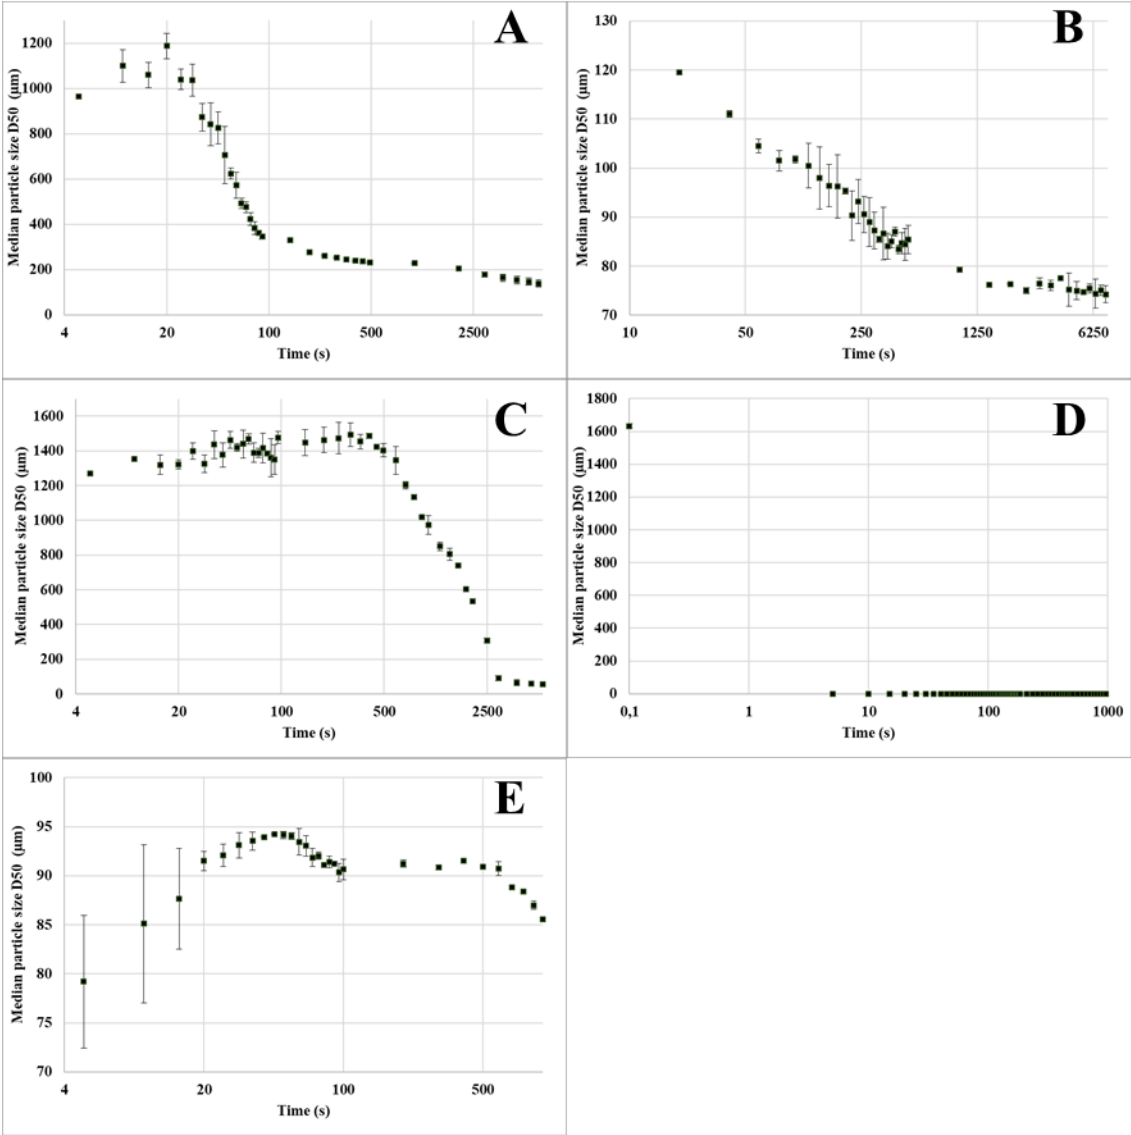 A
Median particle size D50 (µm)
1200
1000
800
600
400
200
0
4 20 100 500 2500
Time (s)
B
Median particle size D50 (µm)
130
120
110
100
90
80
70
10 50 250 1250 6250
Time (s)
C
Median particle size D50 (µm)
1600
1400
1200
1000
800
600
400
200
0
4 20 100 500 2500
Time (s)
D
Median particle size D50 (µm)
1800
1600
1400
1200
1000
800
600
400
200
0
0,1 1 10 100 1000
Time (s)
E
Median particle size D50 (µm)
100
95
90
85
80
75
70
4 20 100 500
Time (s)